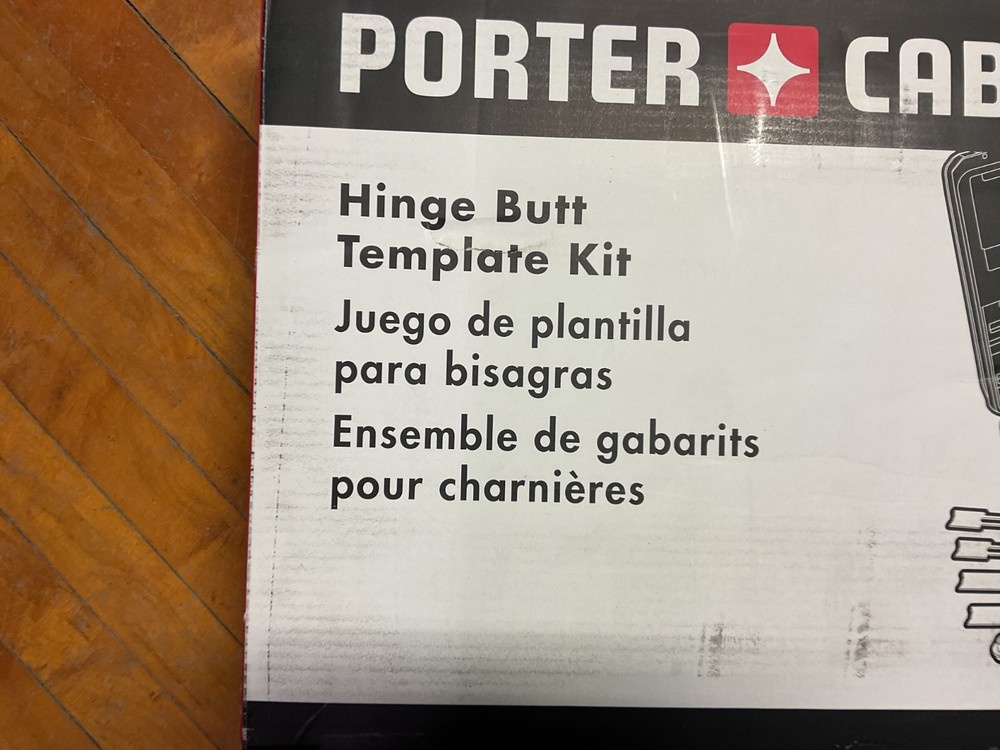 PORTER CAB
Hinge Butt
Template Kit
Juego de plantilla
para bisagras
Ensemble de gabarits
pour charnières